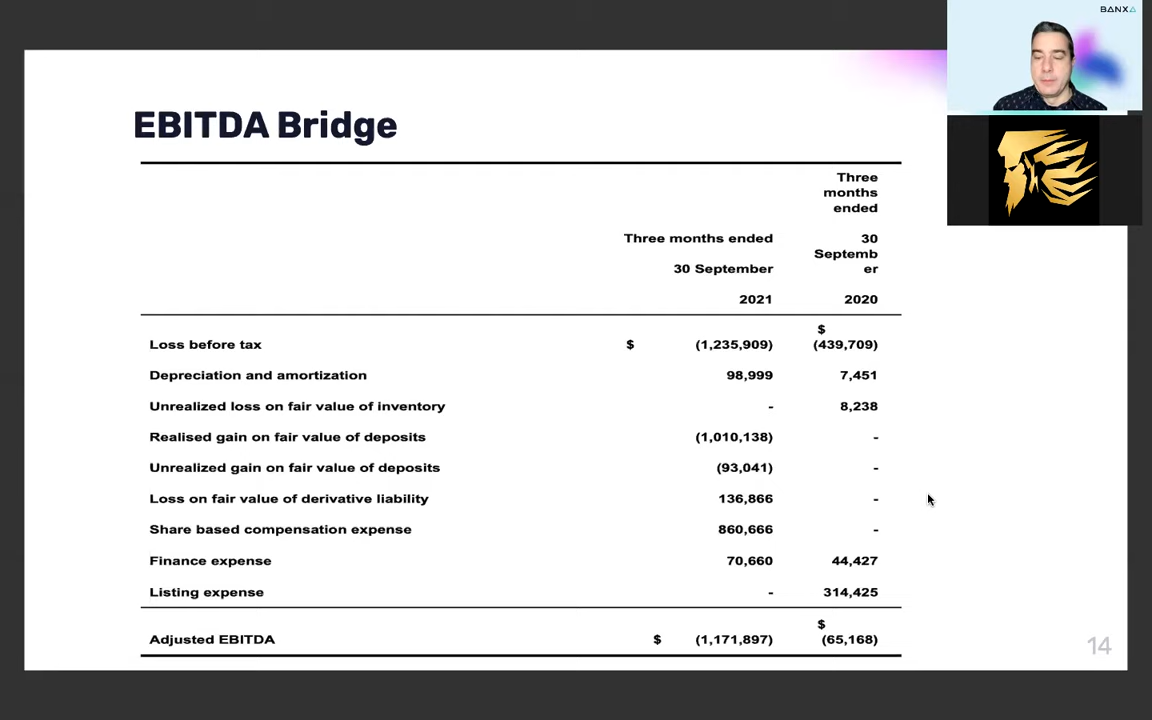 BANXA
EBITDA Bridge
Three
months
ended
Three months ended
30
Septemb
30 September
er
2021
2020
$
Loss before tax $ (1,235,909) (439,709)
Depreciation and amortization 98,999 7,451
Unrealized loss on fair value of inventory - 8,238
Realised gain on fair value of deposits (1,010,138) -
Unrealized gain on fair value of deposits (93,041) -
Loss on fair value of derivative liability 136,866 -
Share based compensation expense 860,666 -
Finance expense 70,660 44,427
Listing expense - 314,425
$
Adjusted EBITDA $ (1,171,897) (65,168)
14